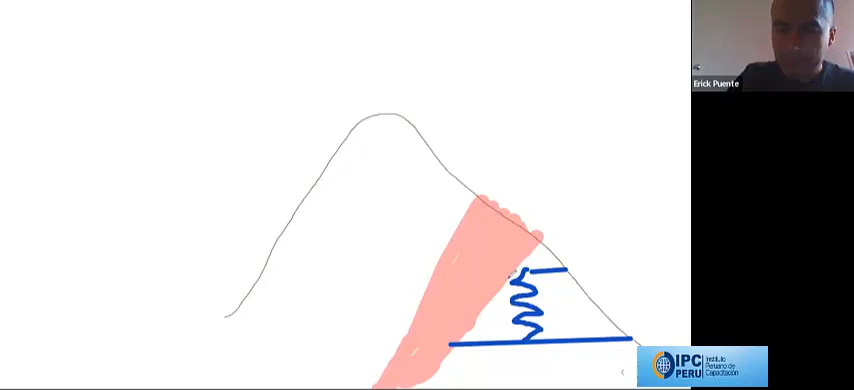 Erick Puente
IPC
PERU
Instituto
Peruano de
Capacitación